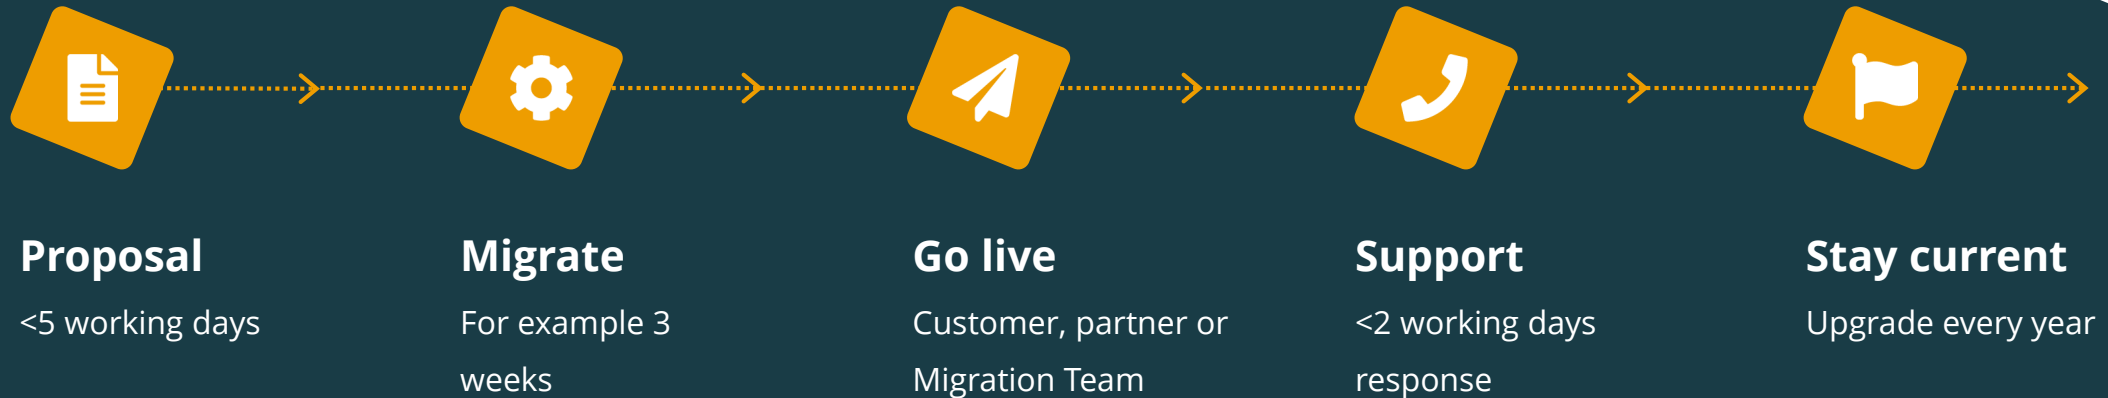 Proposal
<5 working days
Migrate
For example 3
weeks
Go live
Customer, partner or
Migration Team
Support
<2 working days
response
Stay current
Upgrade every year